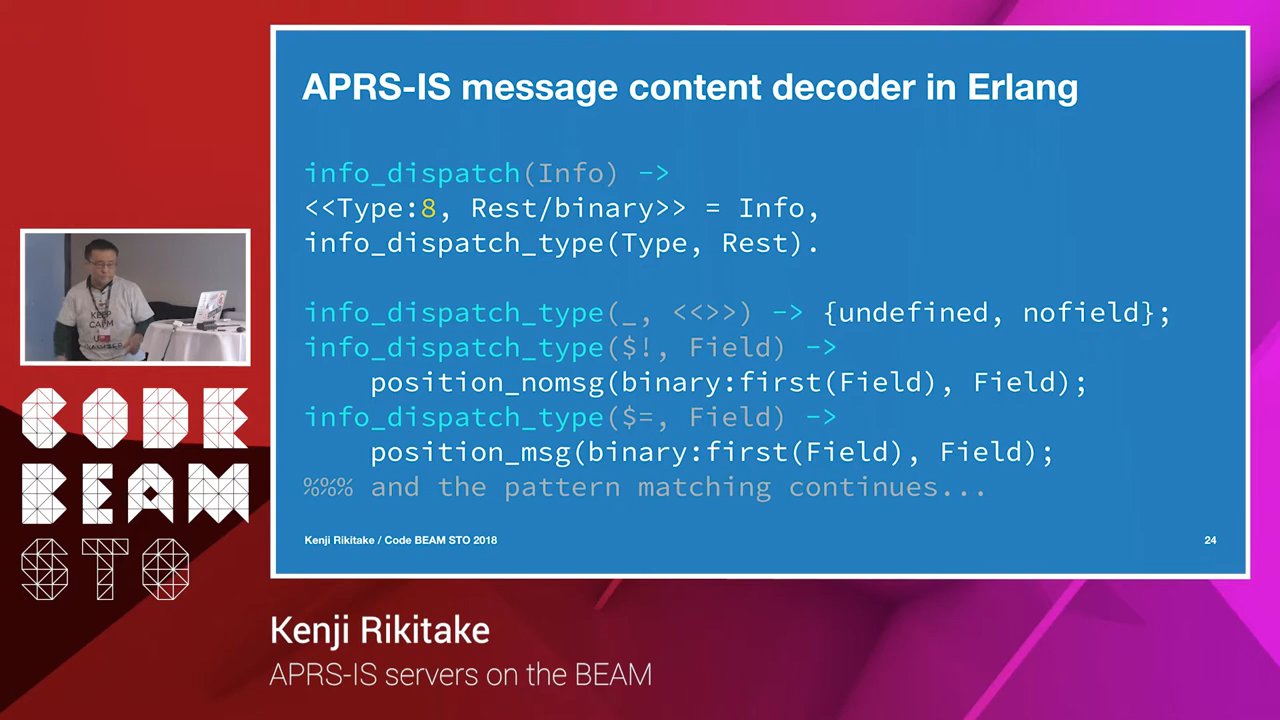 APRS-IS message content decoder in Erlang
info_dispatch(Info) ->
<<Type:8, Rest/binary>> = Info,
info_dispatch_type(Type, Rest).
info_dispatch_type(_, <<>>) -> {undefined, nofield};
info_dispatch_type($!, Field) ->
position_nomsg(binary:first(Field), Field);
info_dispatch_type($=, Field) ->
position_msg(binary:first(Field), Field);
%%% and the pattern matching continues...
Kenji Rikitake / Code BEAM STO 2018
24
KEEP
CALM
CODE
BEAM
STO
Kenji Rikitake
APRS-IS servers on the BEAM